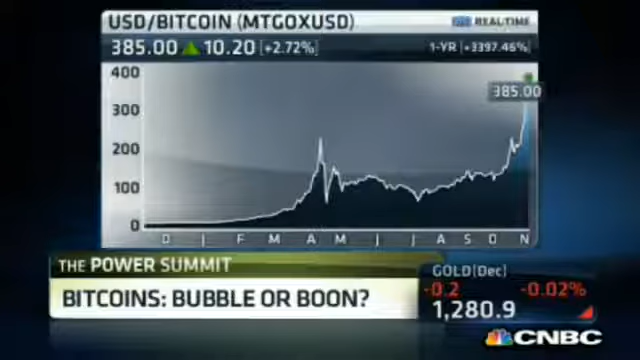 USD/BITCOIN (MTGOXUSD)
REAL-TIME
385.00 ▲ 10.20 [+2.72%]
1-YR [+3397.46%]
400
385.00
300
200
100
0
D J F M A M J J A S O N
THE POWER SUMMIT
BITCOINS: BUBBLE OR BOON?
GOLD(Dec)
-0.2 -0.02%
1,280.9
CNBC